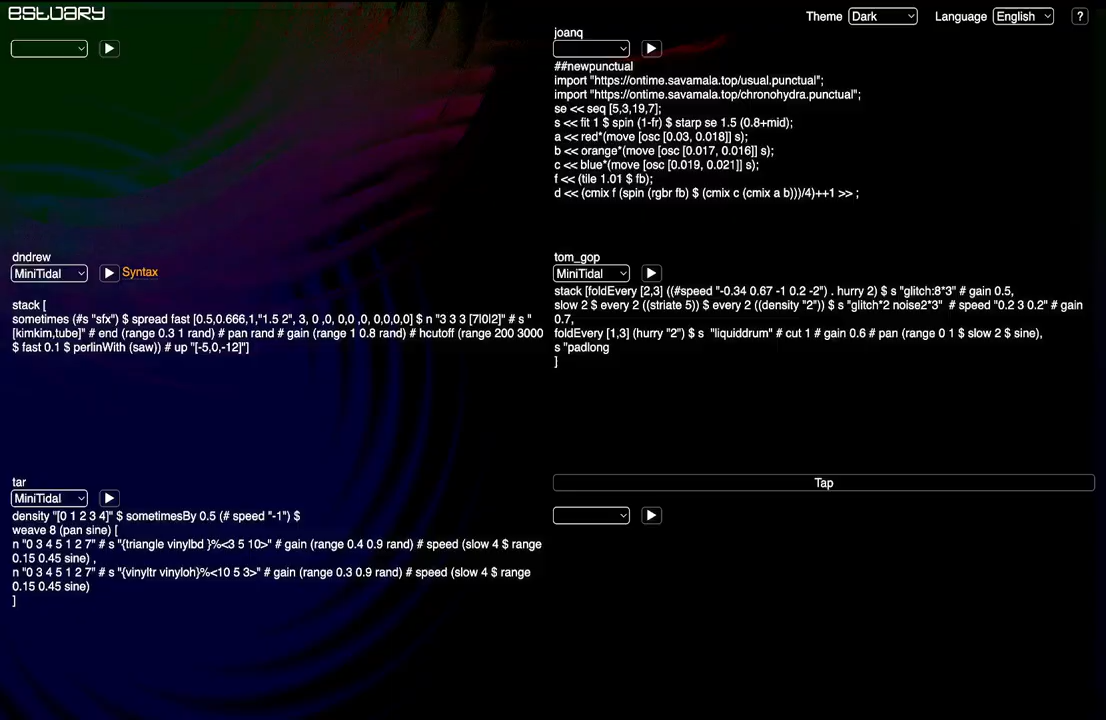 estuary
Theme Dark Language English ?
joanq
##newpunctual
import "https://ontime.savamala.top/usual.punctual";
import "https://ontime.savamala.top/chronohydra.punctual";
se << seq [5,3,19,7];
s << fit 1 $ spin (1-fr) $ starp se 1.5 (0.8+mid);
a << red*(move [osc [0.03, 0.018]] s);
b << orange*(move [osc [0.017, 0.016]] s);
c << blue*(move [osc [0.019, 0.021]] s);
f << (tile 1.01 $ fb);
d << (cmix f (spin (rgbr fb) $ (cmix c (cmix a b)))/4)++1 >> ;
dndrew
MiniTidal Syntax
stack [
sometimes (#s "sfx") $ spread fast [0.5,0.666,1,"1.5 2", 3, 0 ,0, 0,0 ,0, 0,0,0,0] $ n "3 3 3 [7|0|2]" # s "
[kimkim,tube]" # end (range 0.3 1 rand) # pan rand # gain (range 1 0.8 rand) # hcutoff (range 200 3000
$ fast 0.1 $ perlinWith (saw)) # up "[-5,0,-12]"]
tom_gop
MiniTidal
stack [foldEvery [2,3] ((#speed "-0.34 0.67 -1 0.2 -2") . hurry 2) $ s "glitch:8*3" # gain 0.5,
slow 2 $ every 2 ((striate 5)) $ every 2 ((density "2")) $ s "glitch*2 noise2*3" # speed "0.2 3 0.2" # gain
0.7,
foldEvery [1,3] (hurry "2") $ s "liquiddrum" # cut 1 # gain 0.6 # pan (range 0 1 $ slow 2 $ sine),
s "padlong
]
tar
MiniTidal
density "[0 1 2 3 4]" $ sometimesBy 0.5 (# speed "-1") $
weave 8 (pan sine) [
n "0 3 4 5 1 2 7" # s "{triangle vinylbd }%<3 5 10>" # gain (range 0.4 0.9 rand) # speed (slow 4 $ range
0.15 0.45 sine) ,
n "0 3 4 5 1 2 7" # s "{vinyltr vinyloh}%<10 5 3>" # gain (range 0.3 0.9 rand) # speed (slow 4 $ range
0.15 0.45 sine)
]
Tap